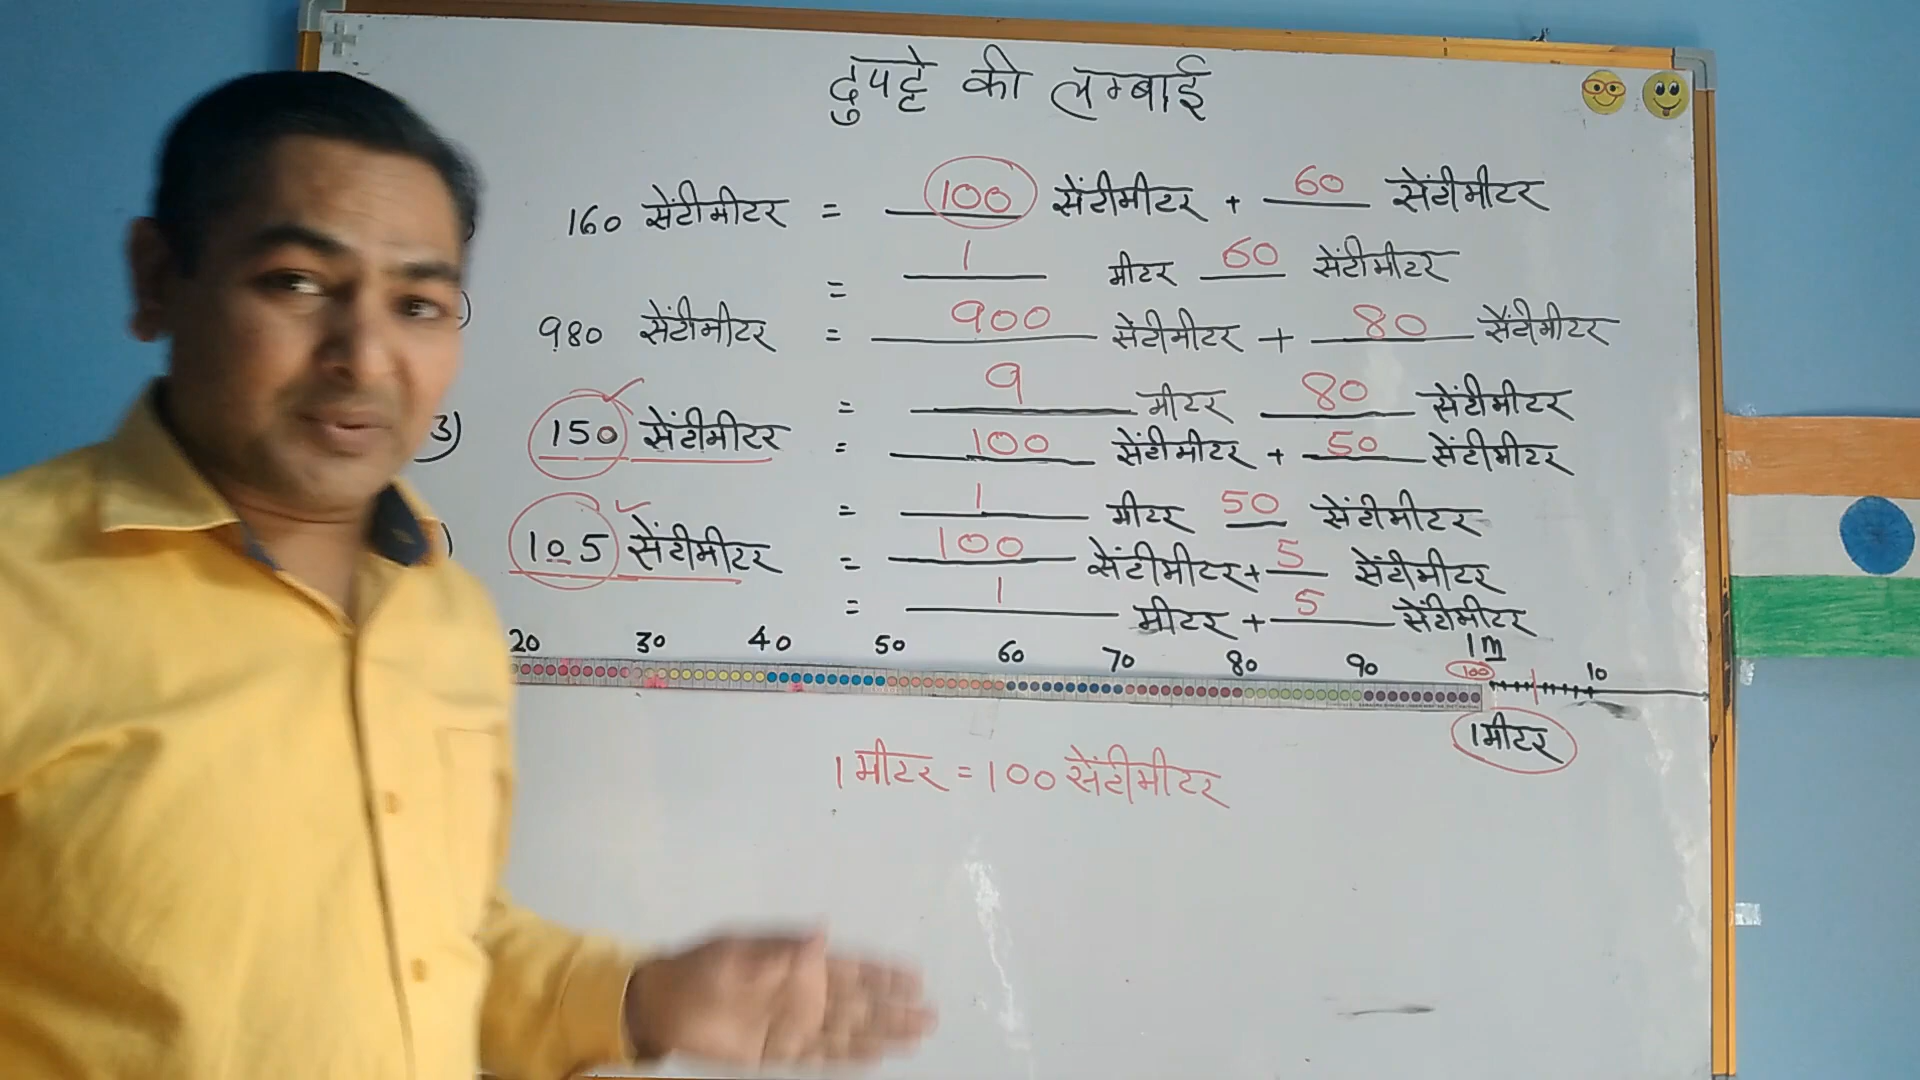 दुपट्टे की लम्बाई
160 सेंटीमीटर = 100 सेंटीमीटर + 60 सेंटीमीटर
= 1 मीटर 60 सेंटीमीटर
) 980 सेंटीमीटर = 900 सेंटीमीटर + 80 सेंटीमीटर
= 9 मीटर 80 सेंटीमीटर
3) 150 सेंटीमीटर = 100 सेंटीमीटर + 50 सेंटीमीटर
= 1 मीटर 50 सेंटीमीटर
) 105 सेंटीमीटर = 100 सेंटीमीटर + 5 सेंटीमीटर
= 1 मीटर + 5 सेंटीमीटर
20 30 40 50 60 70 80 90 1m 10
100
1मीटर
1 मीटर = 100 सेंटीमीटर